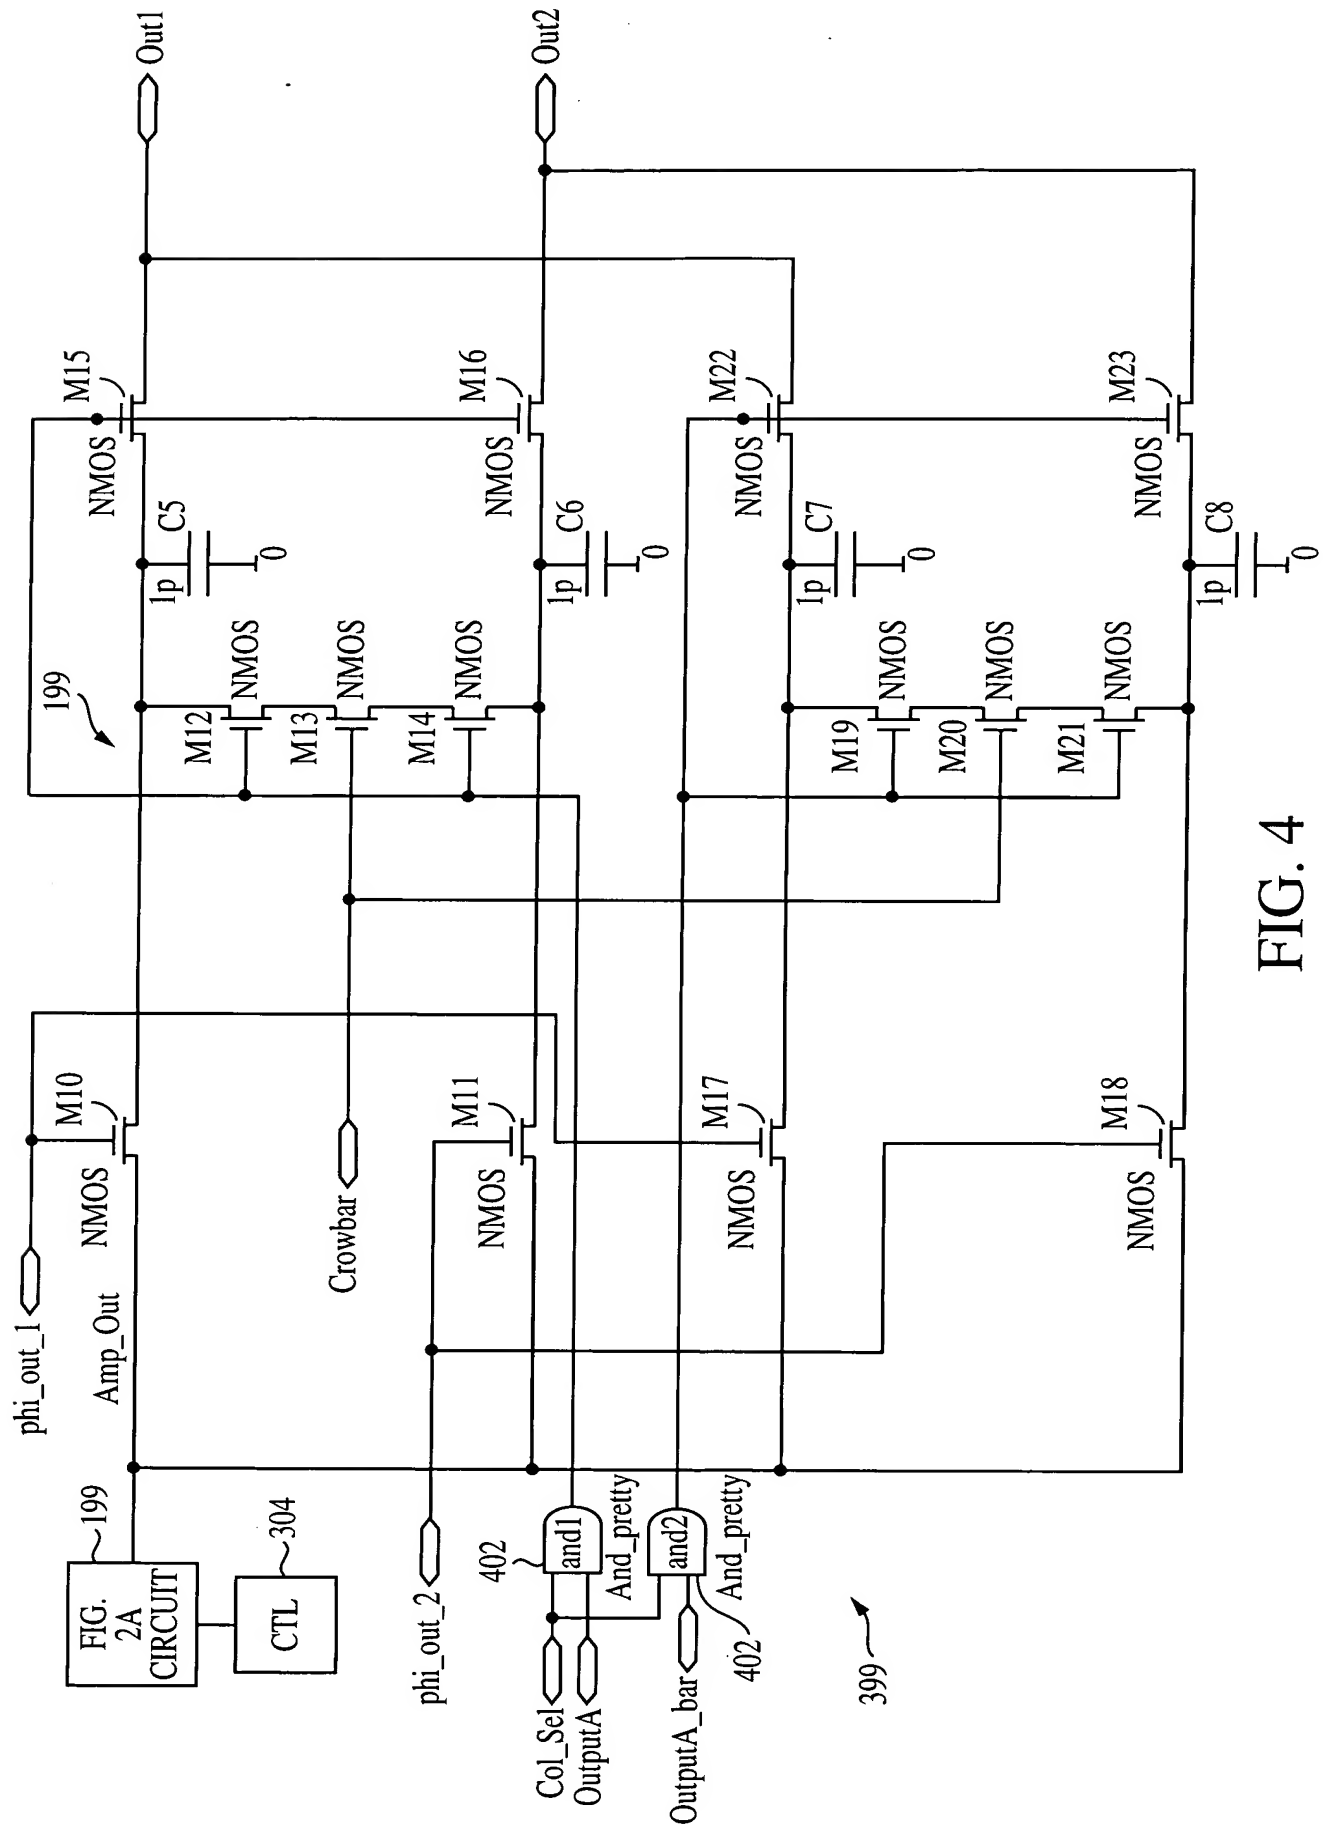 FIG.
2A
CIRCUIT
199
CTL
304
phi_out_1
Amp_Out
NMOS
M10
199
M12
NMOS
M13
NMOS
M14
NMOS
1p
C5
0
NMOS
M15
Out1
Crowbar
phi_out_2
NMOS
M11
1p
C6
0
NMOS
M16
Out2
Col_Sel
OutputA
402
and1
And_pretty
OutputA_bar
and2
And_pretty
402
NMOS
M17
M19
NMOS
M20
NMOS
M21
NMOS
1p
C7
0
NMOS
M22
NMOS
M18
1p
C8
0
NMOS
M23
399
FIG. 4